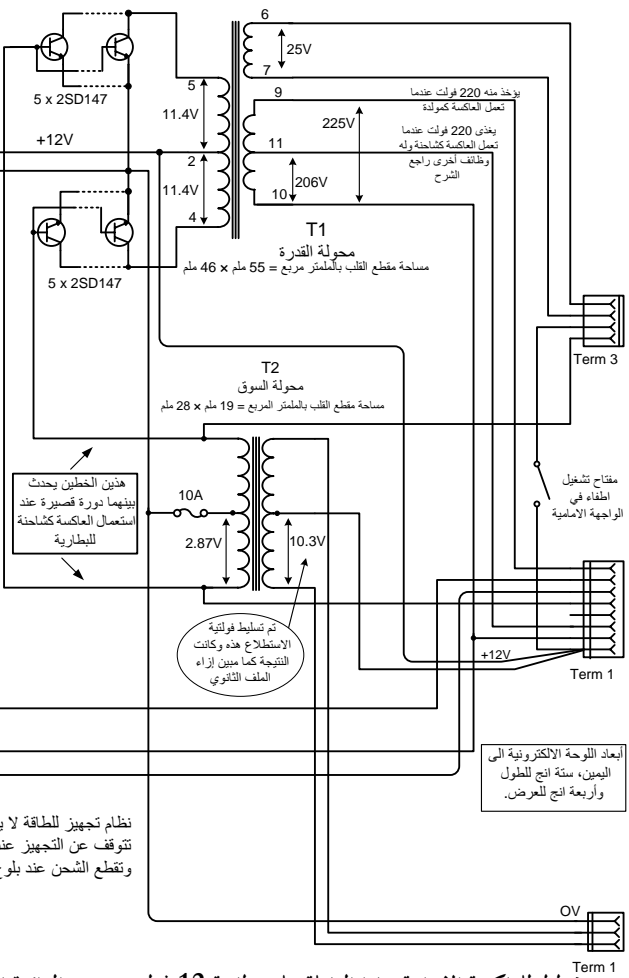 6
25V
7
5 x 2SD147
5
11.4V
+12V
2
11.4V
4
9
225V
11
206V
10
يؤخذ منه 220 فولت عندما
تعمل العاكسة كمولدة
يغذى 220 فولت عندما
تعمل العاكسة كشاحنة وله
وظائف أخرى راجع
الشرح
T1
محولة القدرة
مساحة مقطع القلب بالملمتر مربع = 55 ملم × 46 ملم
5 x 2SD147
Term 3
T2
محولة السوق
مساحة مقطع القلب بالملمتر المربع = 19 ملم × 28 ملم
هذين الخطين يحدث
بينهما دورة قصيرة عند
استعمال العاكسة كشاحنة
للبطارية
10A
2.87V
10.3V
مفتاح تشغيل
اطفاء في
الواجهة الامامية
تم تسليط فولتية
الاستطلاع هذه وكانت
النتيجة كما مبين إزاء
الملف الثانوي
+12V
Term 1
أبعاد اللوحة الالكترونية الى
اليمين، ستة انج للطول
وأربعة انج للعرض.
نظام تجهيز للطاقة لا
تتوقف عن التجهيز
وتقطع الشحن عند
OV
Term 1
12